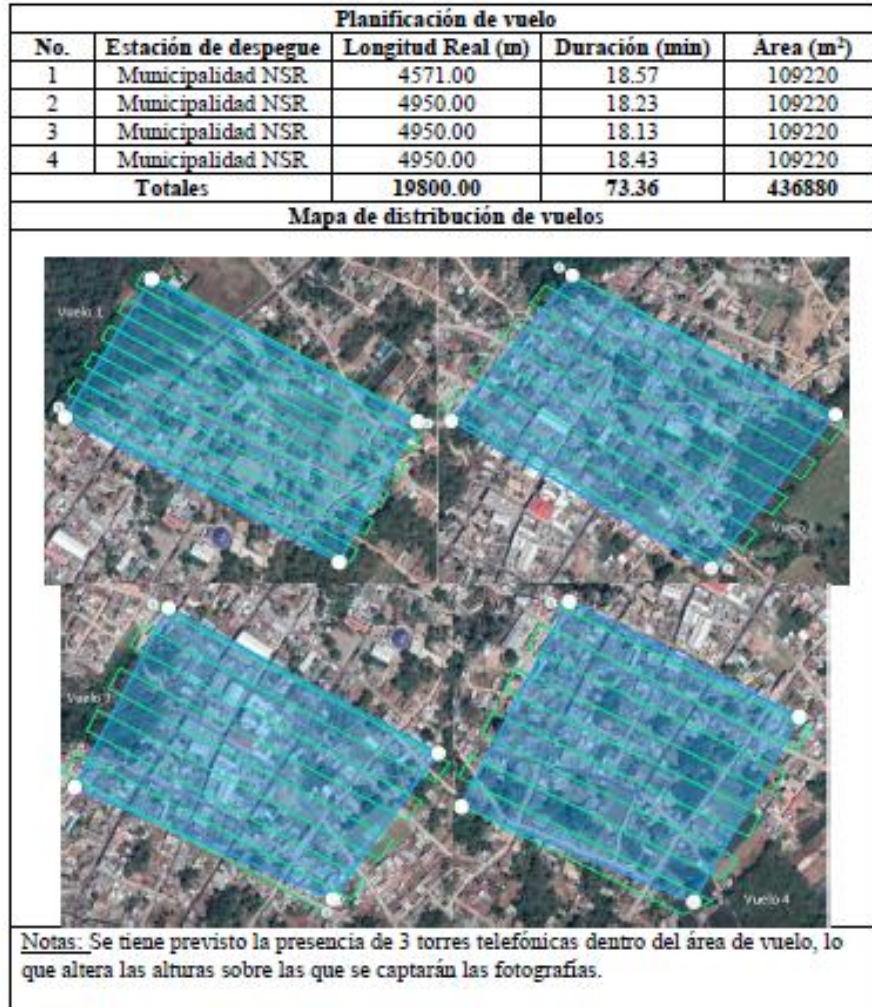 Planificación de vuelo
No. Estación de despegue Longitud Real (m) Duración (min) Área (m²)
1 Municipalidad NSR 4571.00 18.57 109220
2 Municipalidad NSR 4950.00 18.23 109220
3 Municipalidad NSR 4950.00 18.13 109220
4 Municipalidad NSR 4950.00 18.43 109220
Totales 19800.00 73.36 436880
Mapa de distribución de vuelos
Vuelo 1
Vuelo 3
Vuelo 4
Notas: Se tiene previsto la presencia de 3 torres telefónicas dentro del área de vuelo, lo
que altera las alturas sobre las que se captarán las fotografías.